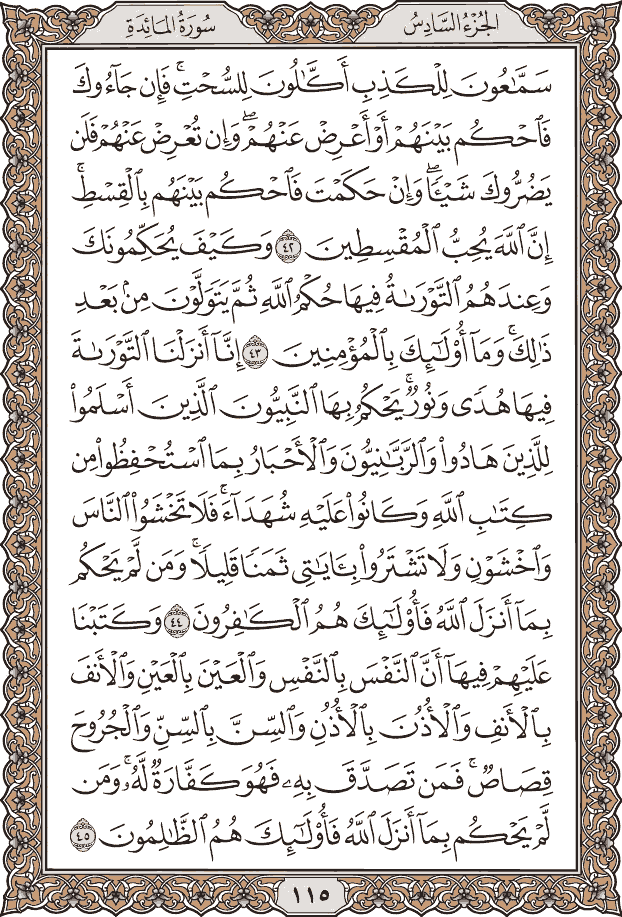 الجُزْءُ السَّادِسُ
سُورَةُ المَائِدَةِ
سَمَّٰعُونَ لِلْكَذِبِ أَكَّٰلُونَ لِلسُّحْتِۚ فَإِن جَآءُوكَ
فَٱحْكُم بَيْنَهُمْ أَوْ أَعْرِضْ عَنْهُمْۖ وَإِن تُعْرِضْ عَنْهُمْ فَلَن
يَضُرُّوكَ شَيْـًٔاۖ وَإِنْ حَكَمْتَ فَٱحْكُم بَيْنَهُم بِٱلْقِسْطِۚ
إِنَّ ٱللَّهَ يُحِبُّ ٱلْمُقْسِطِينَ ٤٢ وَكَيْفَ يُحَكِّمُونَكَ
وَعِندَهُمُ ٱلتَّوْرَىٰةُ فِيهَا حُكْمُ ٱللَّهِ ثُمَّ يَتَوَلَّوْنَ مِنۢ بَعْدِ
ذَٰلِكَۚ وَمَآ أُو۟لَٰٓئِكَ بِٱلْمُؤْمِنِينَ ٤٣ إِنَّآ أَنزَلْنَا ٱلتَّوْرَىٰةَ
فِيهَا هُدًى وَنُورٌۚ يَحْكُمُ بِهَا ٱلنَّبِيُّونَ ٱلَّذِينَ أَسْلَمُوا۟
لِلَّذِينَ هَادُوا۟ وَٱلرَّبَّٰنِيُّونَ وَٱلْأَحْبَارُ بِمَا ٱسْتُحْفِظُوا۟ مِن
كِتَٰبِ ٱللَّهِ وَكَانُوا۟ عَلَيْهِ شُهَدَآءَۚ فَلَا تَخْشَوُا۟ ٱلنَّاسَ
وَٱخْشَوْنِ وَلَا تَشْتَرُوا۟ بِـَٔايَٰتِى ثَمَنًا قَلِيلًاۚ وَمَن لَّمْ يَحْكُم
بِمَآ أَنزَلَ ٱللَّهُ فَأُو۟لَٰٓئِكَ هُمُ ٱلْكَٰفِرُونَ ٤٤ وَكَتَبْنَا
عَلَيْهِمْ فِيهَآ أَنَّ ٱلنَّفْسَ بِٱلنَّفْسِ وَٱلْعَيْنَ بِٱلْعَيْنِ وَٱلْأَنفَ
بِٱلْأَنفِ وَٱلْأُذُنَ بِٱلْأُذُنِ وَٱلسِّنَّ بِٱلسِّنِّ وَٱلْجُرُوحَ
قِصَاصٌۚ فَمَن تَصَدَّقَ بِهِۦ فَهُوَ كَفَّارَةٌ لَّهُۥۚ وَمَن
لَّمْ يَحْكُم بِمَآ أَنزَلَ ٱللَّهُ فَأُو۟لَٰٓئِكَ هُمُ ٱلظَّٰلِمُونَ ٤٥
١١٥